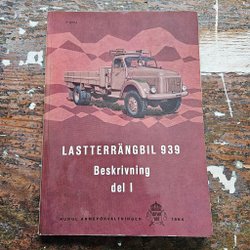 LASTTERRÄNGBIL 939
Beskrivning
del I
KUNGL ARMÉFÖRVALTNINGEN
1964